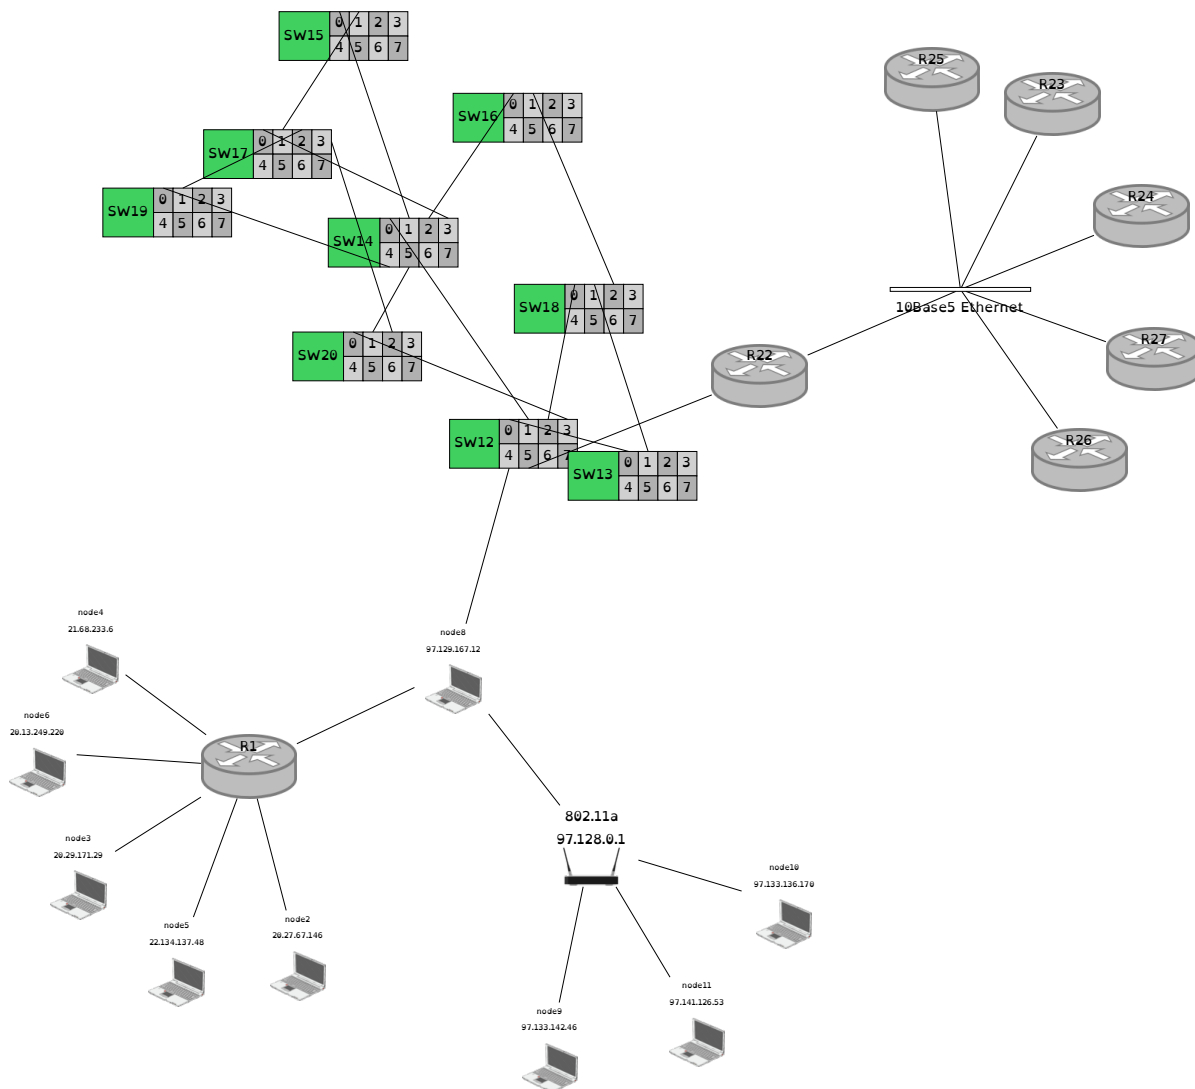 SW15 0 1 2 3
4 5 6 7
R25
R23
SW16 0 1 2 3
4 5 6 7
SW17 0 1 2 3
4 5 6 7
SW19 0 1 2 3
4 5 6 7
R24
SW14 0 1 2 3
4 5 6 7
SW18 0 1 2 3
4 5 6 7
10Base5 Ethernet
SW20 0 1 2 3
4 5 6 7
R22
R27
SW12 0 1 2 3
4 5 6 7
R26
SW13 0 1 2 3
4 5 6 7
node4
21.68.233.6
node8
97.129.167.12
node6
20.13.249.220
R1
802.11a
97.128.0.1
node3
20.29.171.29
node10
97.133.136.170
node5
22.134.137.48
node2
20.27.67.146
node11
97.141.126.53
node9
97.133.142.46